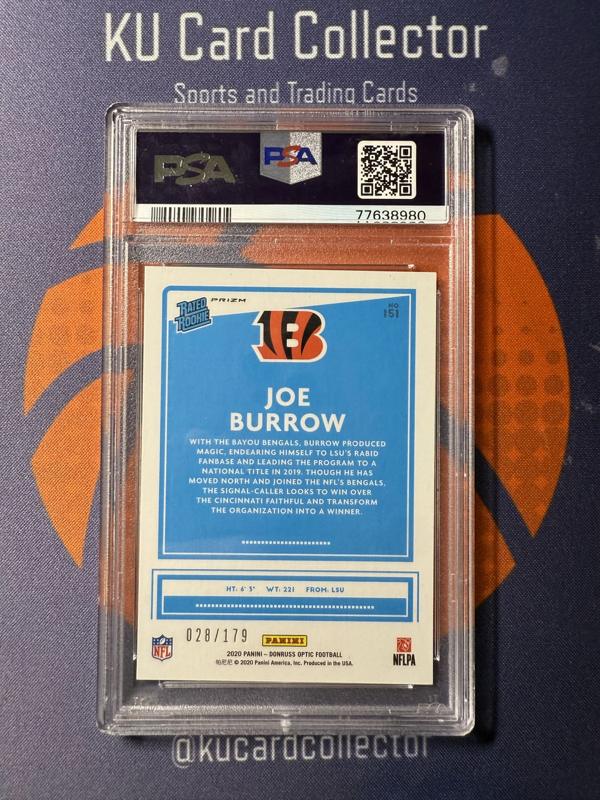 KU Card Collector
Sports and Trading Cards
PSA
PSA
77638980
RATED ROOKIE
PRIZM
B
NO.
151
JOE
BURROW
WITH THE BAYOU BENGALS, BURROW PRODUCED
MAGIC, ENDEARING HIMSELF TO LSU'S RABID
FANBASE AND LEADING THE PROGRAM TO A
NATIONAL TITLE IN 2019. THOUGH HE HAS
MOVED NORTH AND JOINED THE NFL'S BENGALS,
THE SIGNAL-CALLER LOOKS TO WIN OVER
THE CINCINNATI FAITHFUL AND TRANSFORM
THE ORGANIZATION INTO A WINNER.
HT: 6' 3" WT: 221 FROM: LSU
028/179
PANINI
NFL
NFLPA
2020 PANINI – DONRUSS OPTIC FOOTBALL
帕尼尼 © 2020 Panini America, Inc. Produced in the USA.
@kucardcollector